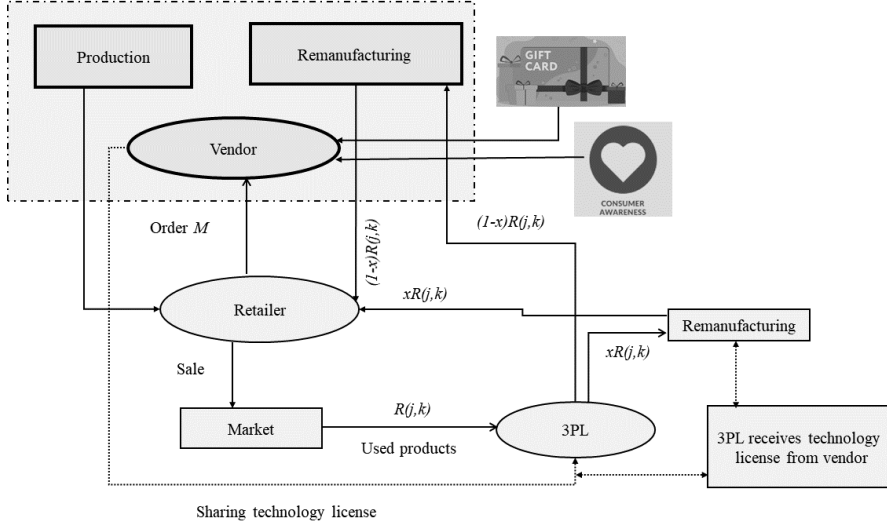 Production
Remanufacturing
GIFT
CARD
Vendor
CONSUMER
AWARENESS
Order M
(1-x)R(j,k)
(1-x)R(j,k)
Retailer
xR(j,k)
Remanufacturing
xR(j,k)
Sale
Market
R(j,k)
Used products
3PL
3PL receives technology
license from vendor
Sharing technology license